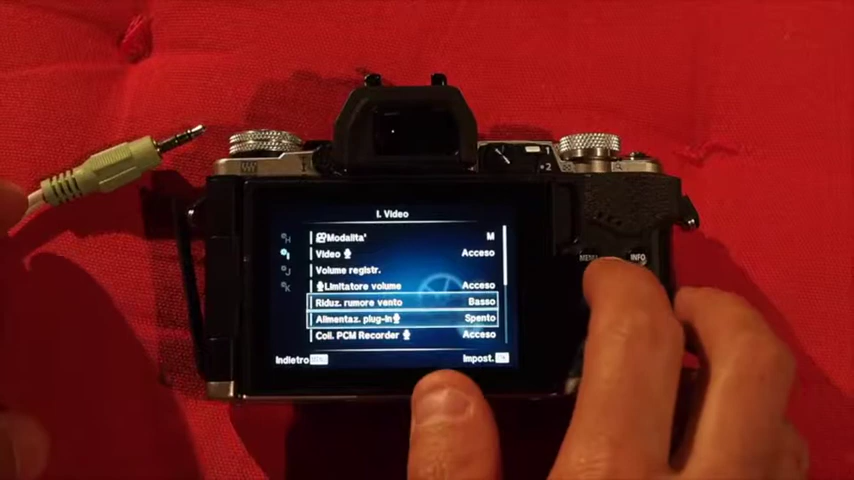 I. Video
Modalita' M
Video Acceso
Volume registr.
Limitatore volume Acceso
Riduz. rumore vento Basso
Alimentaz. plug-in Spento
Coll. PCM Recorder Acceso
Indietro MENU Impost.
MENU
INFO